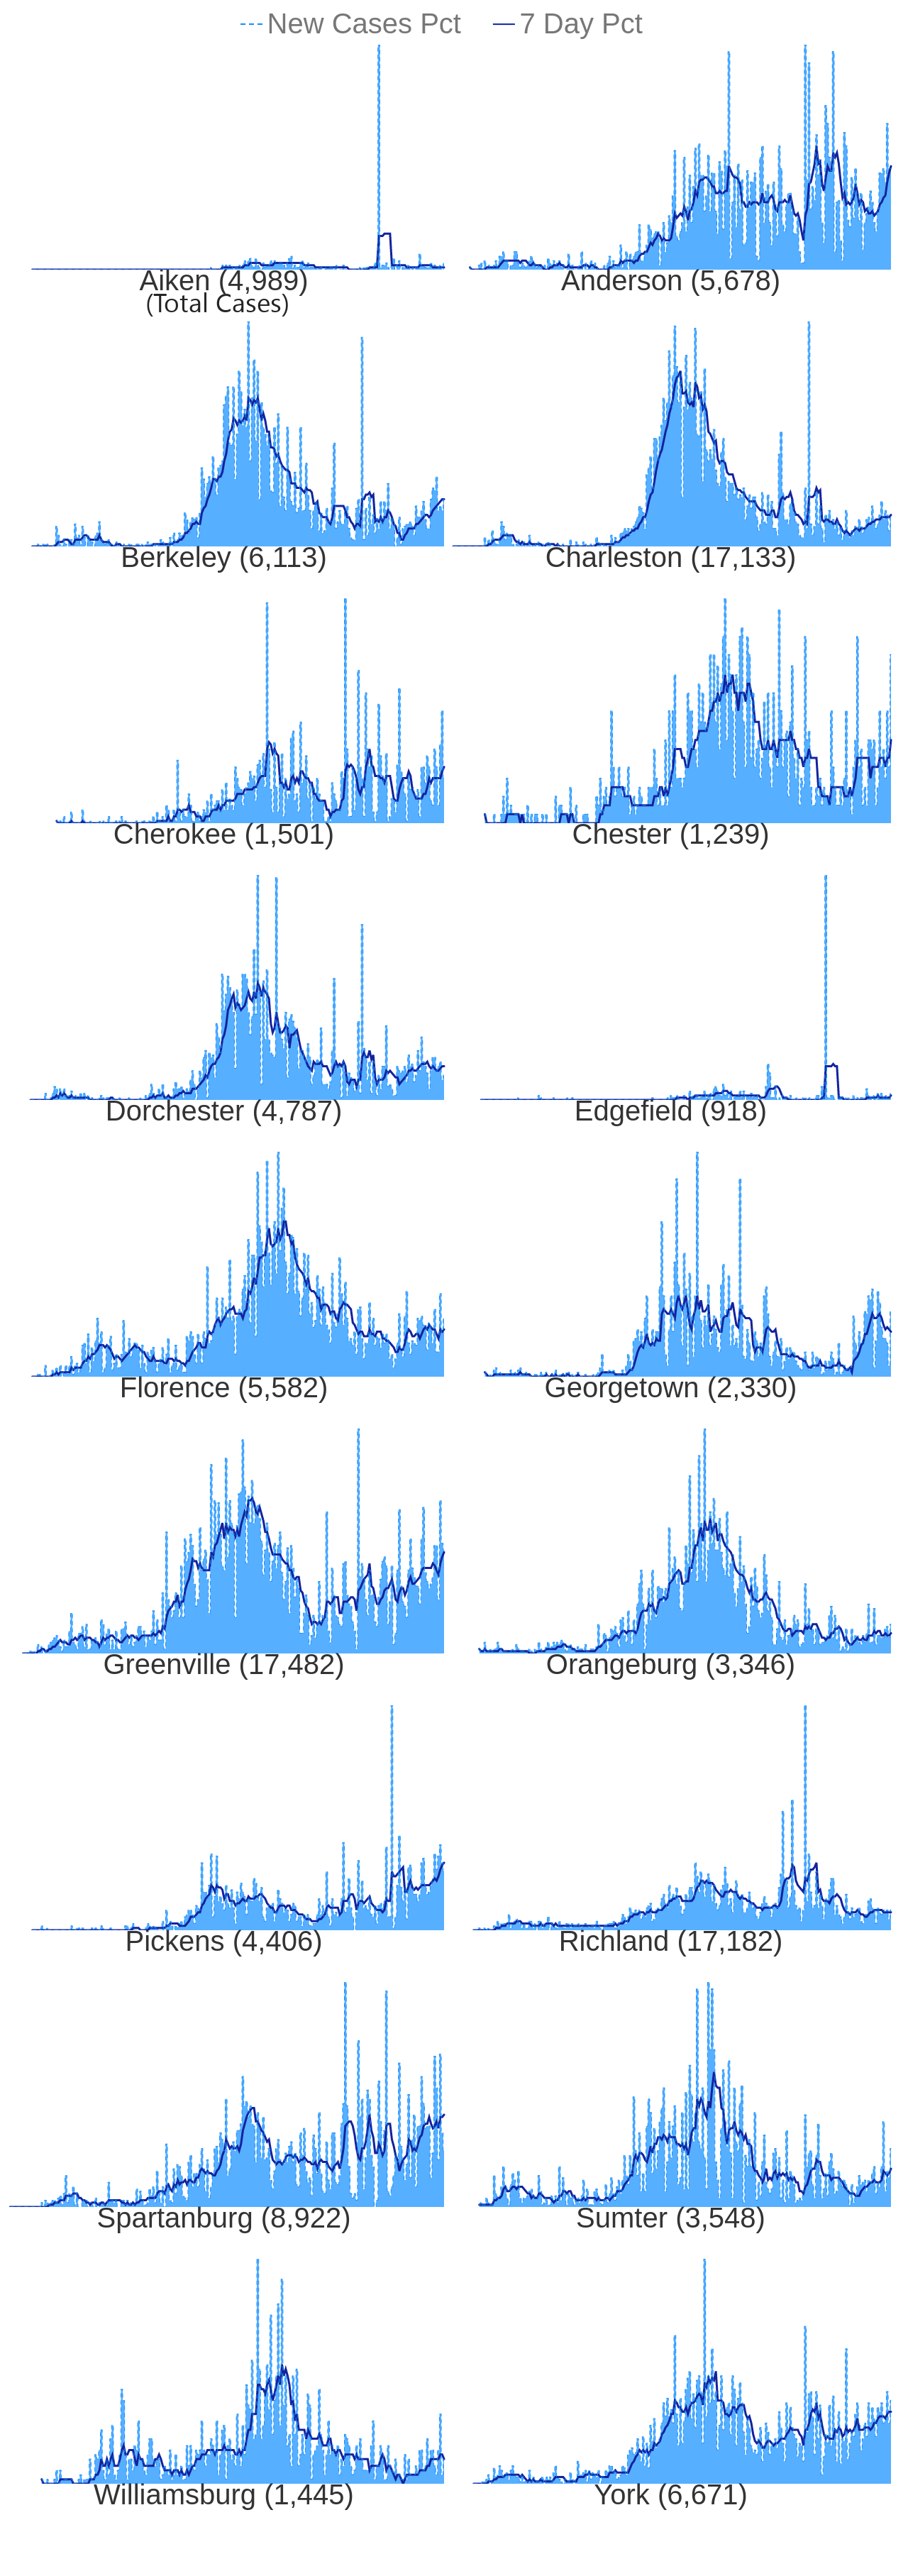 New Cases Pct 7 Day Pct
Aiken (4,989) Anderson (5,678)
(Total Cases)
Berkeley (6,113) Charleston (17,133)
Cherokee (1,501) Chester (1,239)
Dorchester (4,787) Edgefield (918)
Florence (5,582) Georgetown (2,330)
Greenville (17,482) Orangeburg (3,346)
Pickens (4,406) Richland (17,182)
Spartanburg (8,922) Sumter (3,548)
Williamsburg (1,445) York (6,671)